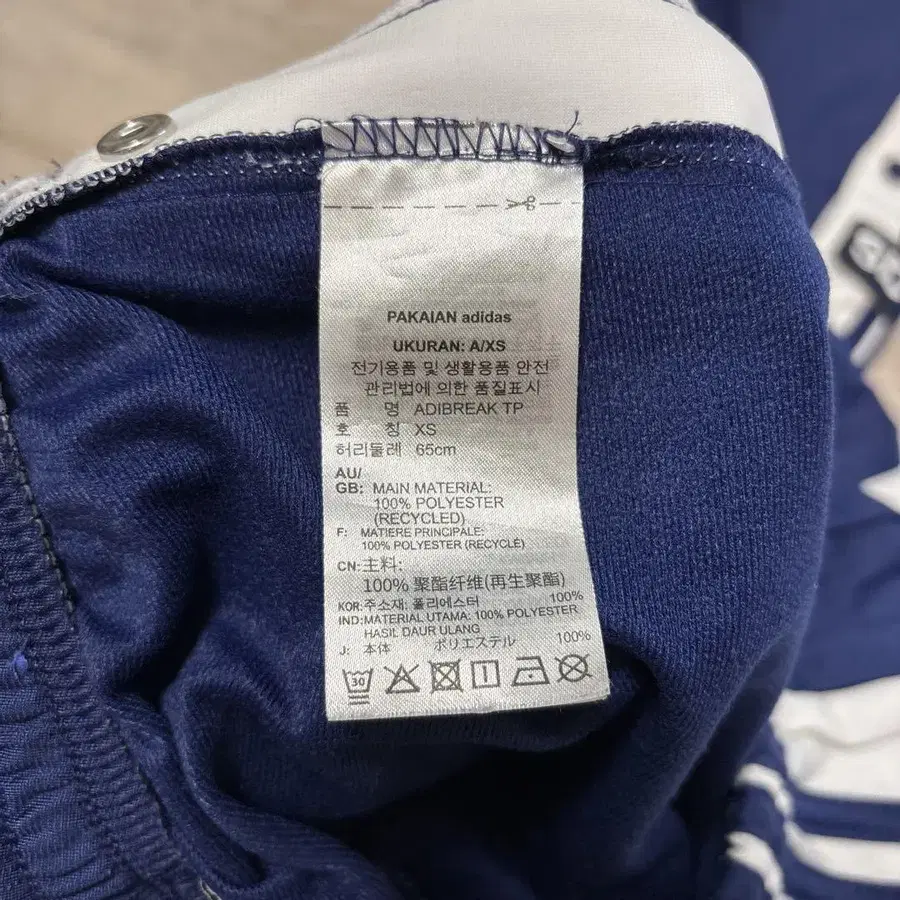 PAKAIAN adidas
UKURAN: A/XS
전기용품 및 생활용품 안전
관리법에 의한 품질표시
품 명 ADIBREAK TP
호 칭 XS
허리둘레 65cm
AU/
GB: MAIN MATERIAL:
100% POLYESTER
(RECYCLED)
F: MATIERE PRINCIPALE:
100% POLYESTER (RECYCLÉ)
CN: 主料:
100% 聚酯纤维(再生聚酯)
KOR: 주소재: 폴리에스터 100%
IND: MATERIAL UTAMA: 100% POLYESTER
HASIL DAUR ULANG
J: 本体 ポリエステル 100%
30